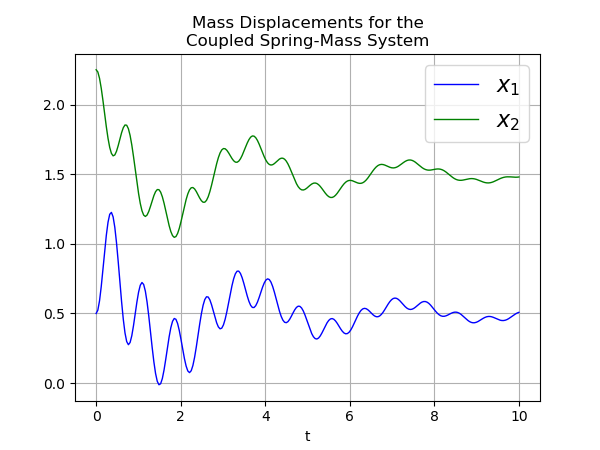 Mass Displacements for the
Coupled Spring-Mass System
x₁
x₂
2.0
1.5
1.0
0.5
0.0
0 2 4 6 8 10
t